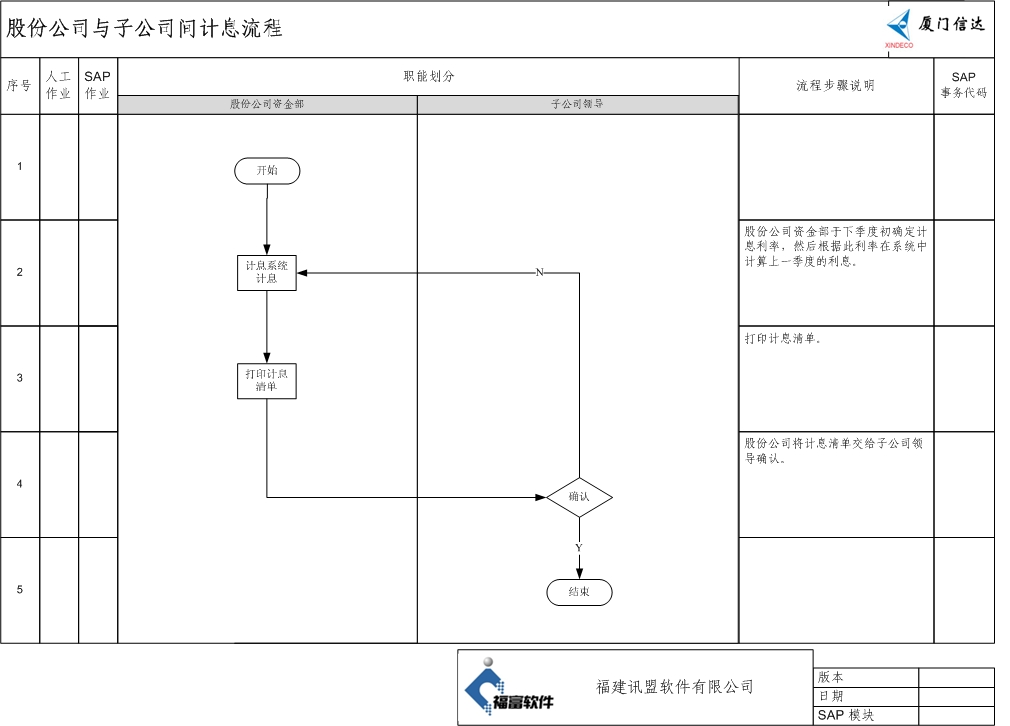 股份公司与子公司间计息流程
厦门信达
XINDECO
序号
人工
作业
SAP
作业
职能划分
流程步骤说明
SAP
事务代码
股份公司资金部
子公司领导
1
开始
2
计息系统
计息
N
股份公司资金部于下季度初确定计
息利率，然后根据此利率在系统中
计算上一季度的利息。
3
打印计息
清单
打印计息清单。
4
确认
股份公司将计息清单交给子公司领
导确认。
Y
5
结束
福富软件
福建讯盟软件有限公司
版本
日期
SAP 模块